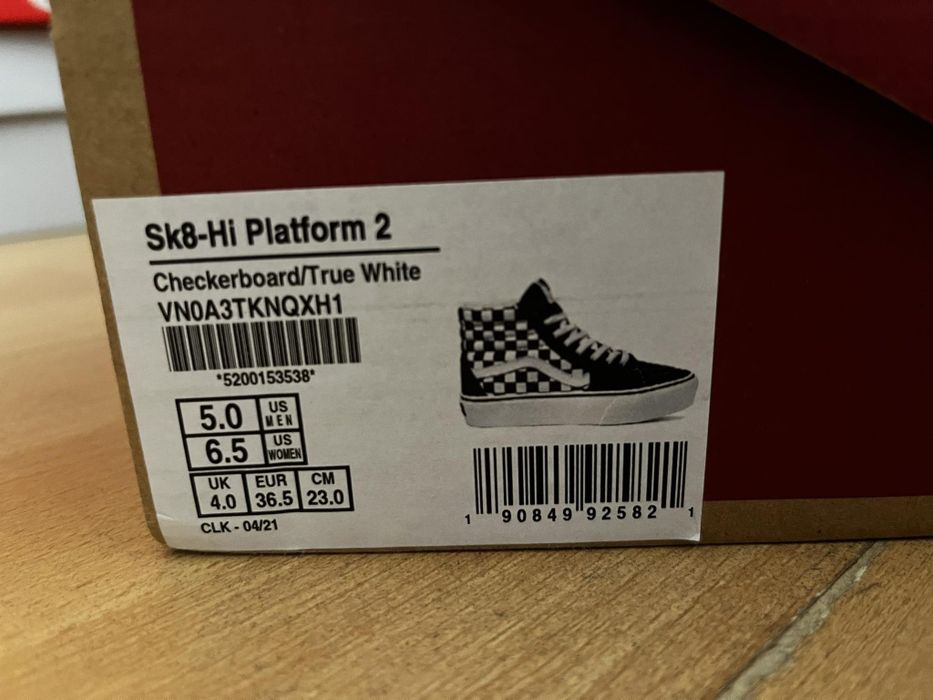 Sk8-Hi Platform 2
Checkerboard/True White
VN0A3TKNQXH1
*5200153538*
5.0 US MEN
6.5 US WOMEN
UK EUR CM
4.0 36.5 23.0
CLK - 04/21
1 90849 92582 1